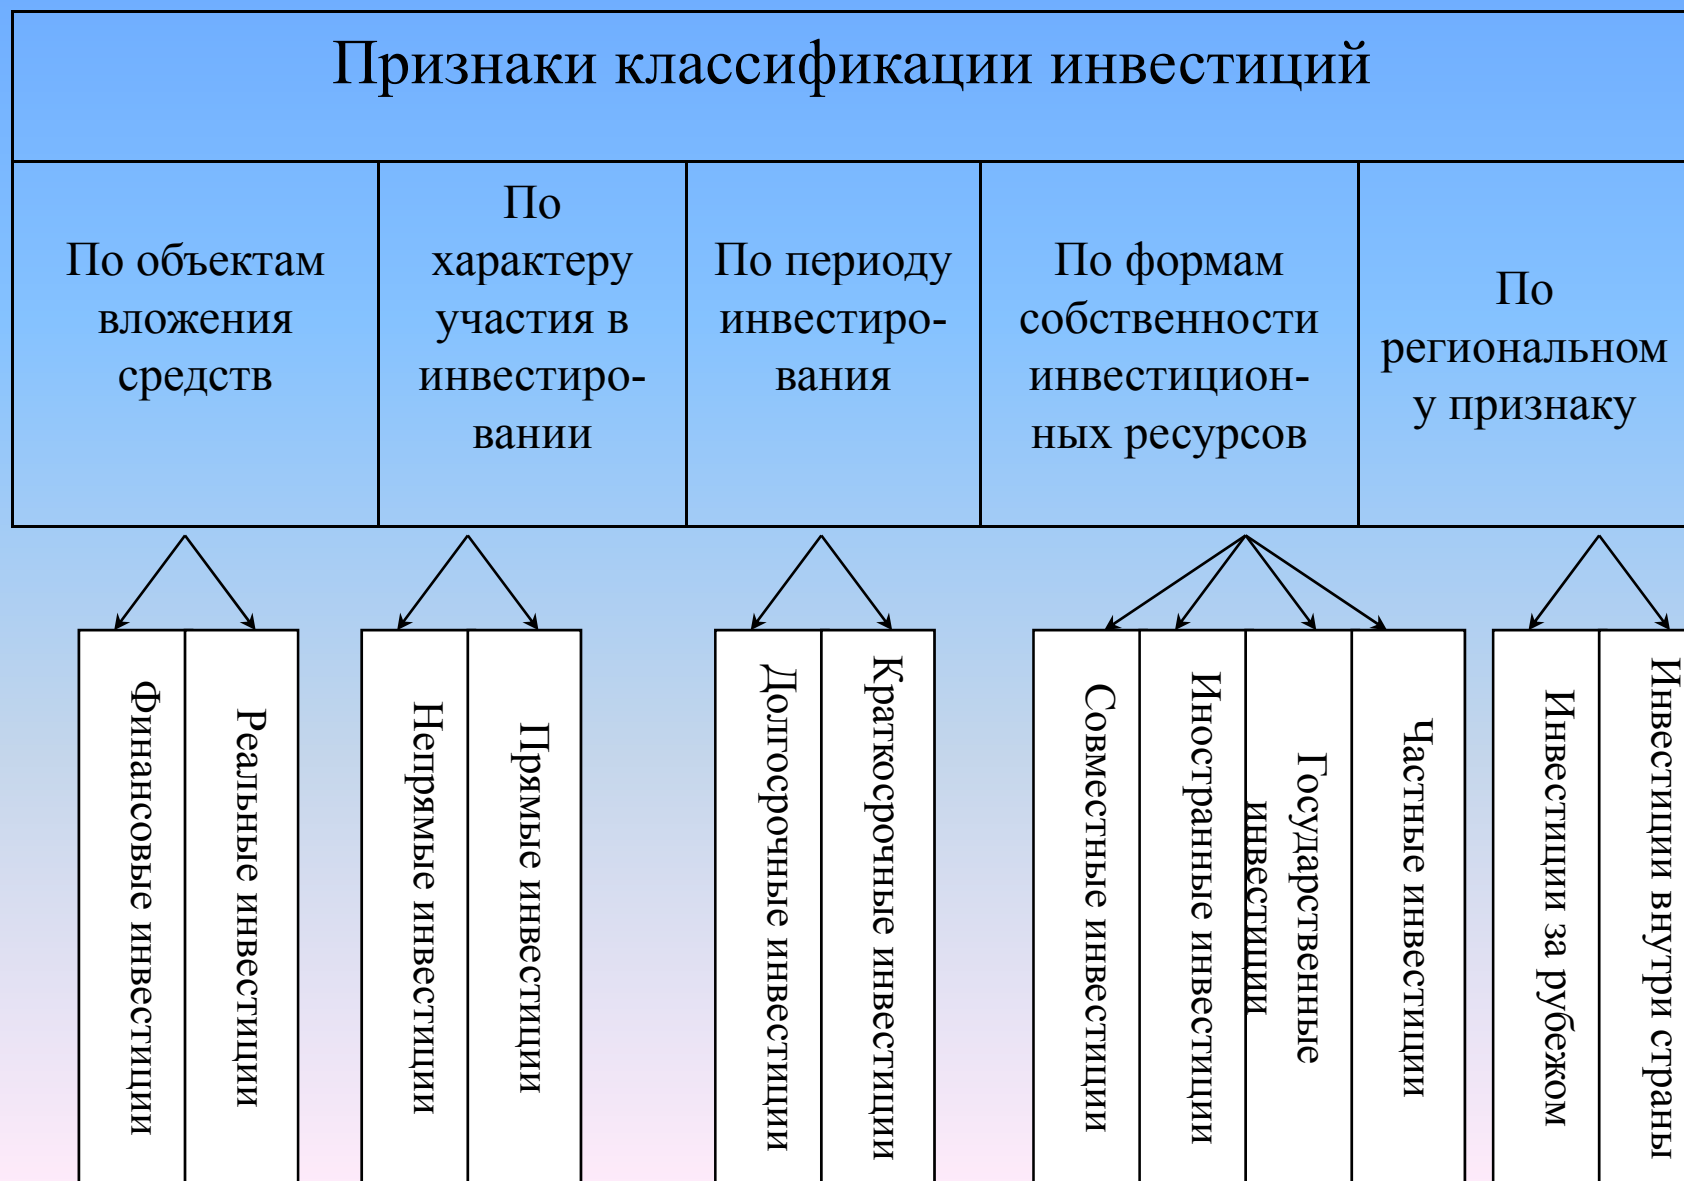 Признаки классификации инвестиций
По объектам
вложения
средств
По
характеру
участия в
инвестиро-
вании
По периоду
инвестиро-
вания
По формам
собственности
инвестицион-
ных ресурсов
По
региональном
у признаку
Финансовые инвестиции
Реальные инвестиции
Непрямые инвестиции
Прямые инвестиции
Долгосрочные инвестиции
Краткосрочные инвестиции
Совместные инвестиции
Иностранные инвестиции
Государственные
инвестиции
Частные инвестиции
Инвестиции за рубежом
Инвестиции внутри страны